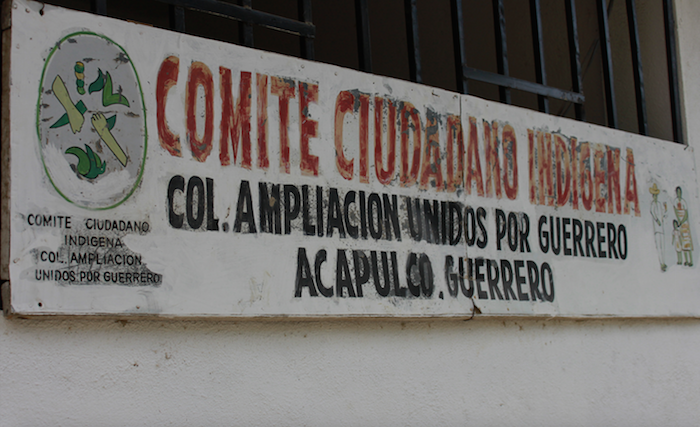 COMITE CIUDADANO INDIGENA
COL. AMPLIACION UNIDOS POR GUERRERO
ACAPULCO. GUERRERO
COMITE CIUDADANO
INDIGENA
COL. AMPLIACION
UNIDOS POR GUERRERO